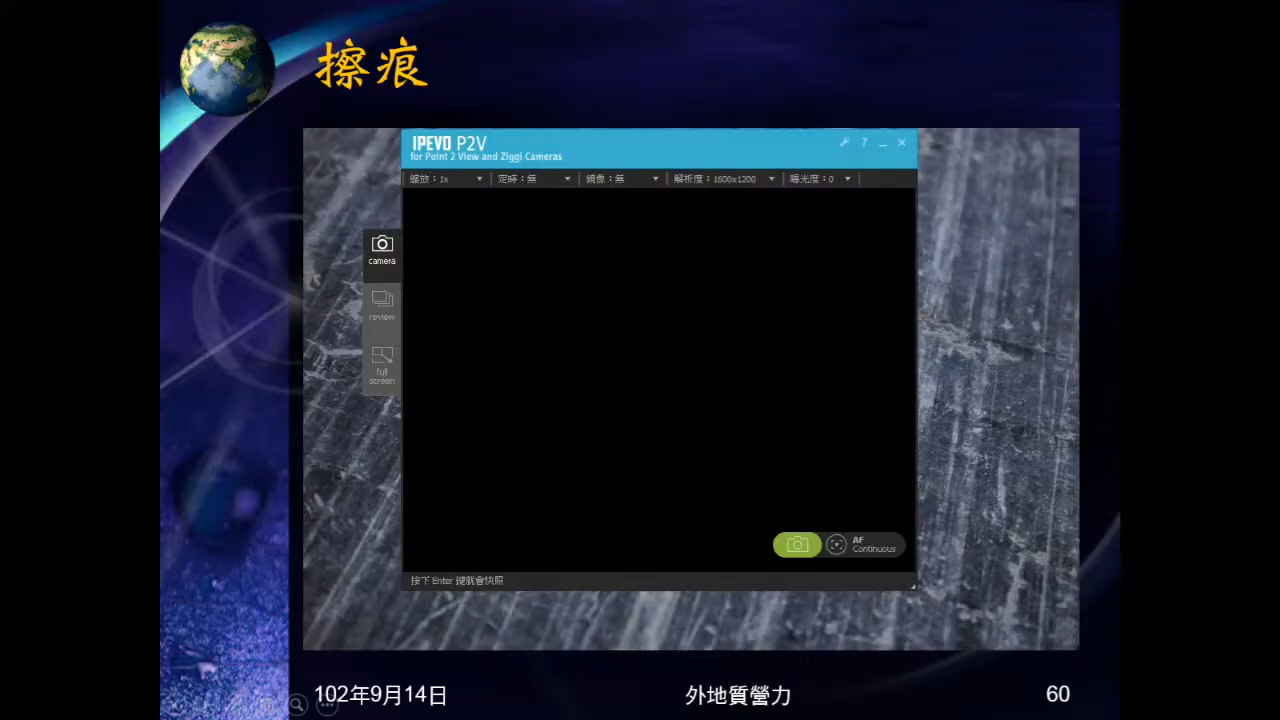 擦痕
IPEVO P2V
for Point 2 View and Ziggi Cameras
縮放：1x 定時：無 鏡像：無 解析度：1600x1200 曝光度：0
camera
review
full
screen
AF
Continuous
按下 Enter 鍵就會快照
102年9月14日 外地質營力 60